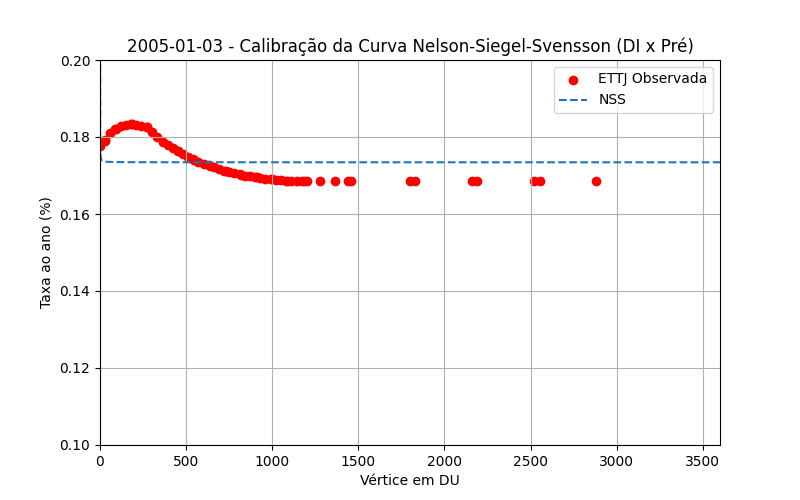 2005-01-03 - Calibração da Curva Nelson-Siegel-Svensson (DI x Pré)
ETTJ Observada
NSS
Taxa ao ano (%)
0.20
0.18
0.16
0.14
0.12
0.10
0 500 1000 1500 2000 2500 3000 3500
Vértice em DU